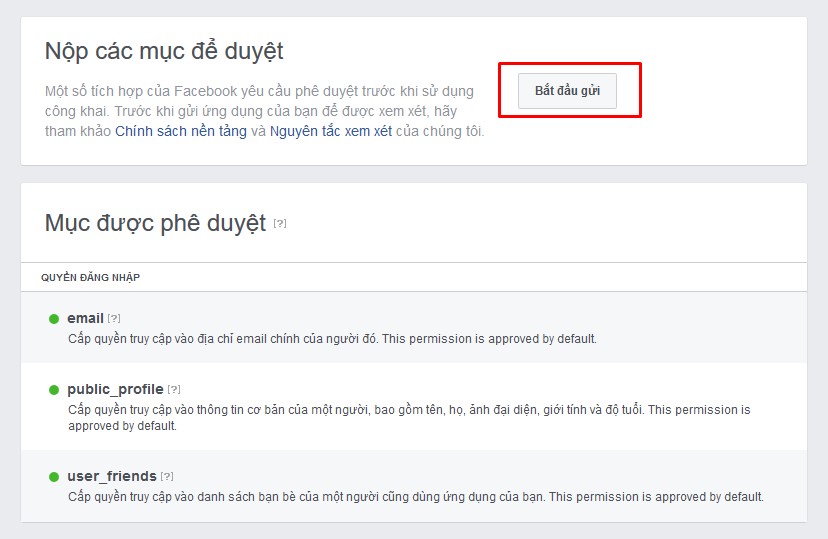 Nộp các mục để duyệt
Một số tích hợp của Facebook yêu cầu phê duyệt trước khi sử dụng
công khai. Trước khi gửi ứng dụng của bạn để được xem xét, hãy
tham khảo Chính sách nền tảng và Nguyên tắc xem xét của chúng tôi.
Bắt đầu gửi
Mục được phê duyệt [?]
QUYỀN ĐĂNG NHẬP
email [?]
Cấp quyền truy cập vào địa chỉ email chính của người đó. This permission is approved by default.
public_profile [?]
Cấp quyền truy cập vào thông tin cơ bản của một người, bao gồm tên, họ, ảnh đại diện, giới tính và độ tuổi. This permission is
approved by default.
user_friends [?]
Cấp quyền truy cập vào danh sách bạn bè của một người cũng dùng ứng dụng của bạn. This permission is approved by default.